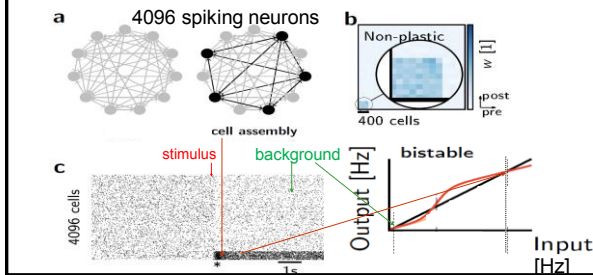 a
4096 spiking neurons
cell assembly
b
Non-plastic
w [1]
post
pre
400 cells
c
stimulus
background
4096 cells
*
1s
bistable
Output [Hz]
Input
[Hz]